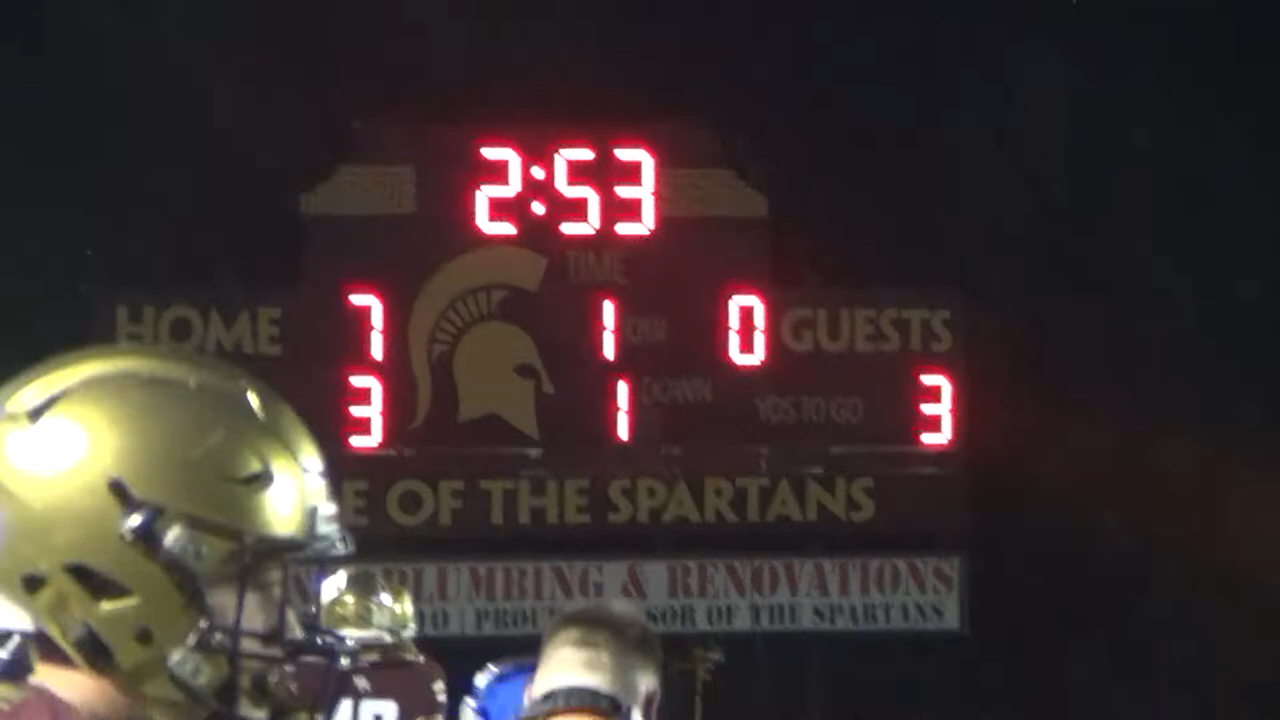 2:53
TIME
HOME 7 1 QTR 0 GUESTS
3 1 DOWN YDS TO GO 3
E OF THE SPARTANS
PLUMBING & RENOVATIONS
SOR OF THE SPARTANS